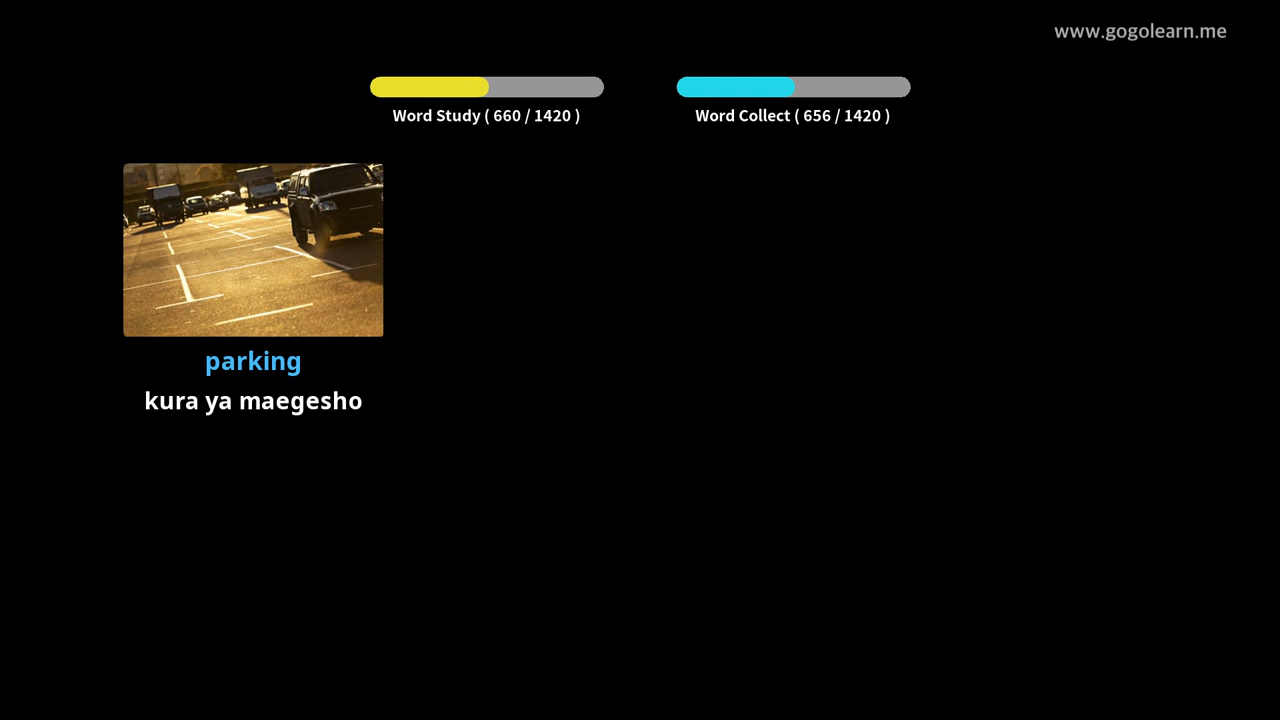 www.gogolearn.me
Word Study ( 660 / 1420 )
Word Collect ( 656 / 1420 )
parking
kura ya maegesho